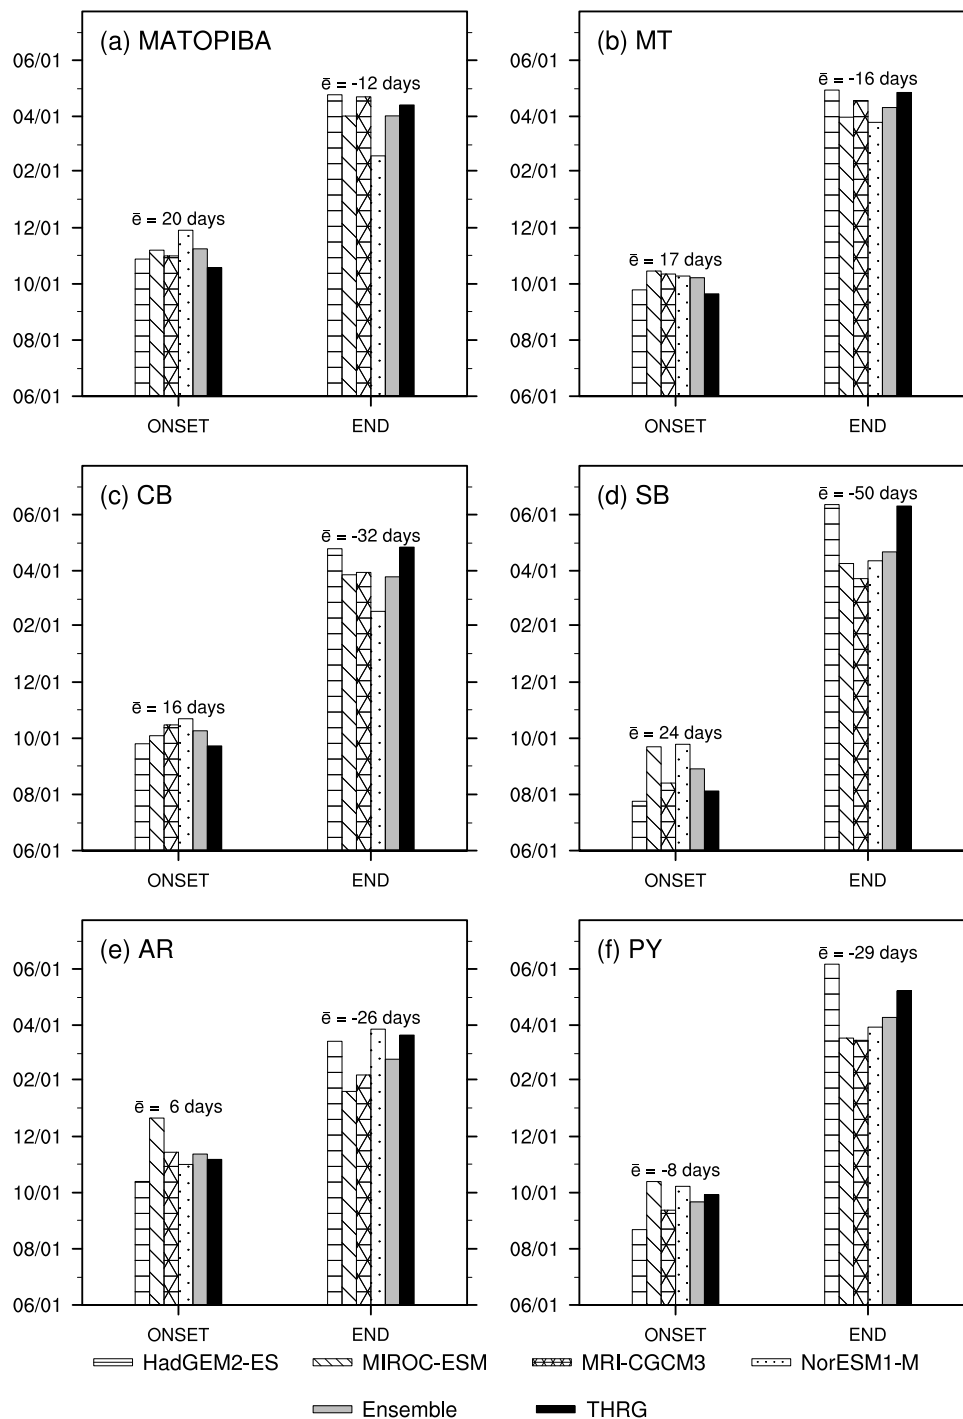 (a) MATOPIBA
06/01
04/01
02/01
12/01
10/01
08/01
06/01
ē = 20 days
ē = -12 days
ONSET
END
(b) MT
06/01
04/01
02/01
12/01
10/01
08/01
06/01
ē = 17 days
ē = -16 days
ONSET
END
(c) CB
06/01
04/01
02/01
12/01
10/01
08/01
06/01
ē = 16 days
ē = -32 days
ONSET
END
(d) SB
06/01
04/01
02/01
12/01
10/01
08/01
06/01
ē = 24 days
ē = -50 days
ONSET
END
(e) AR
06/01
04/01
02/01
12/01
10/01
08/01
06/01
ē = 6 days
ē = -26 days
ONSET
END
(f) PY
06/01
04/01
02/01
12/01
10/01
08/01
06/01
ē = -8 days
ē = -29 days
ONSET
END
HadGEM2-ES MIROC-ESM MRI-CGCM3 NorESM1-M
Ensemble THRG